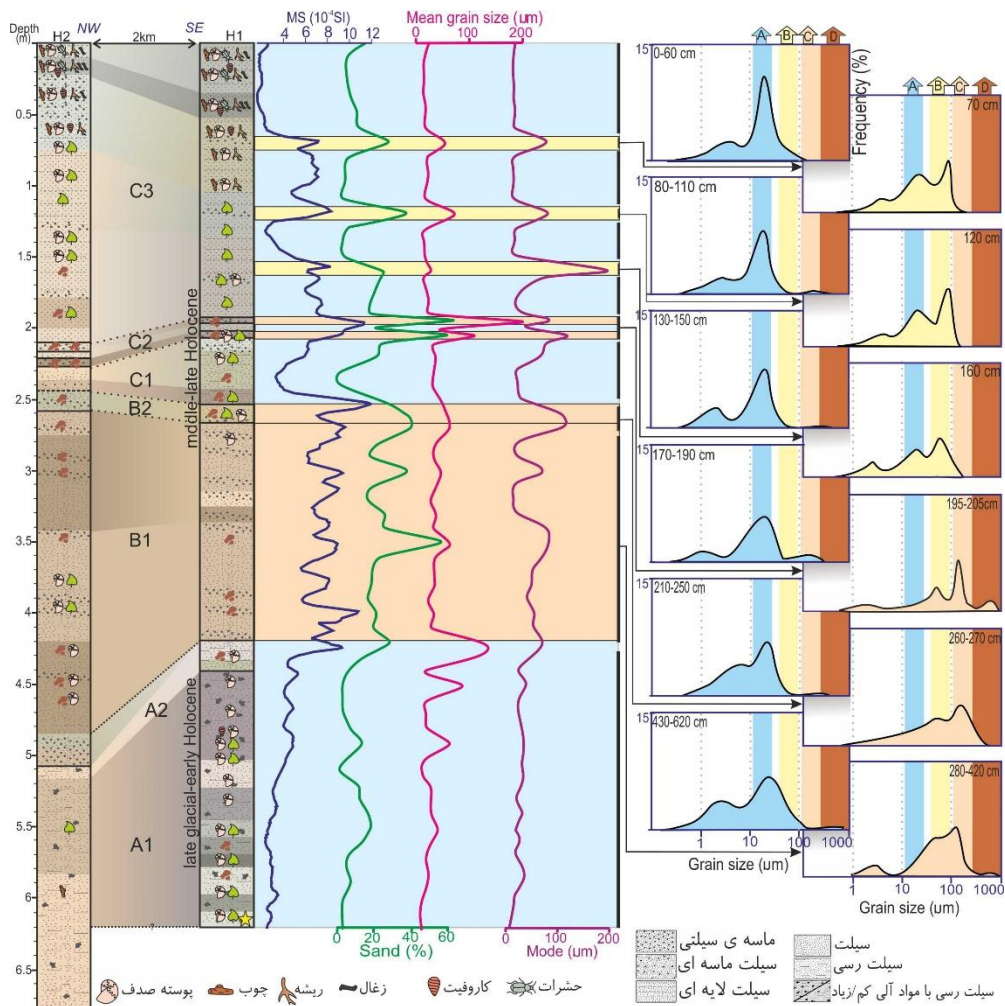 Depth (m)
NW
SE
H2
2km
H1
MS (10⁻⁴SI)
4 8 12
Mean grain size (um)
0 100 200
0.5
1
1.5
2
2.5
3
3.5
4
4.5
5
5.5
6
6.5
C3
C2
C1
B2
B1
A2
A1
mddle-late Holocene
late glacial-early Holocene
0 20 40 60
Sand (%)
0 100 200
Mode (um)
A B C D
15 0-60 cm
15 80-110 cm
15 130-150 cm
15 170-190 cm
15 210-250 cm
15 430-620 cm
1 10 100 1000
Grain size (um)
Frequency (%)
A B C D
70 cm
120 cm
160 cm
195-205cm
260-270 cm
280-420 cm
1 10 100 1000
Grain size (um)
پوسته صدف
چوب
ریشه
زغال
کاروفیت
حشرات
ماسه ی سیلتی
سیلت ماسه ای
سیلت لایه ای
سیلت
سیلت رسی
سیلت رسی با مواد آلی کم/زیاد